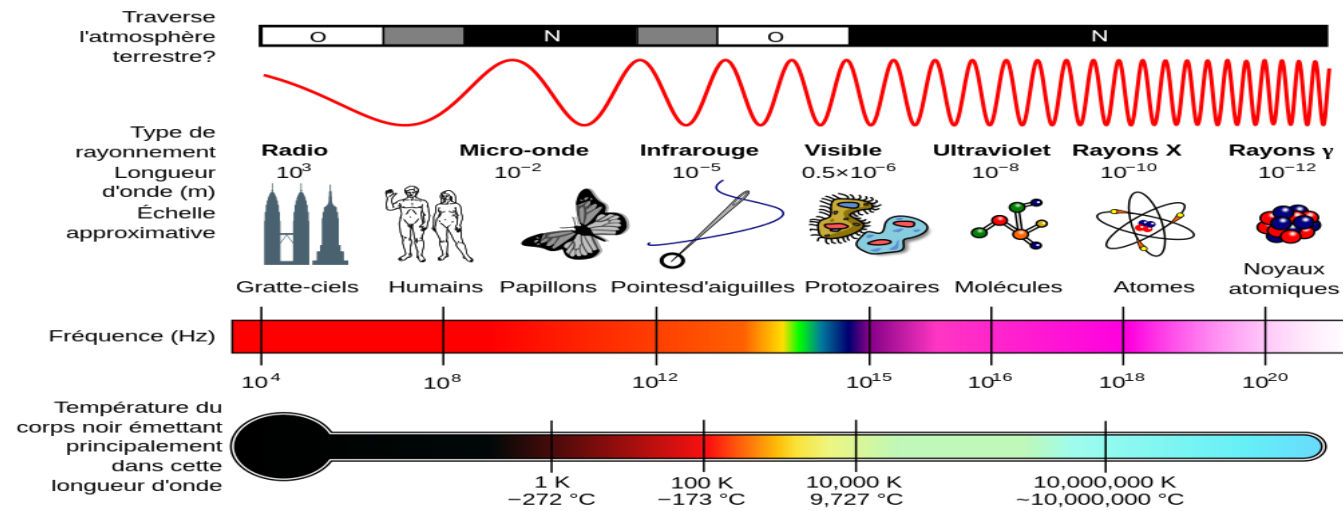 Traverse
l'atmosphère
terrestre?
O N O N
Type de
rayonnement
Radio Micro-onde Infrarouge Visible Ultraviolet Rayons X Rayons γ
Longueur
d'onde (m)
10³ 10⁻² 10⁻⁵ 0.5×10⁻⁶ 10⁻⁸ 10⁻¹⁰ 10⁻¹²
Échelle
approximative
Gratte-ciels Humains Papillons Pointesd'aiguilles Protozoaires Molécules Atomes Noyaux
atomiques
Fréquence (Hz)
10⁴ 10⁸ 10¹² 10¹⁵ 10¹⁶ 10¹⁸ 10²⁰
Température du
corps noir émettant
principalement
dans cette
longueur d'onde
1 K 100 K 10,000 K 10,000,000 K
−272 °C −173 °C 9,727 °C ~10,000,000 °C